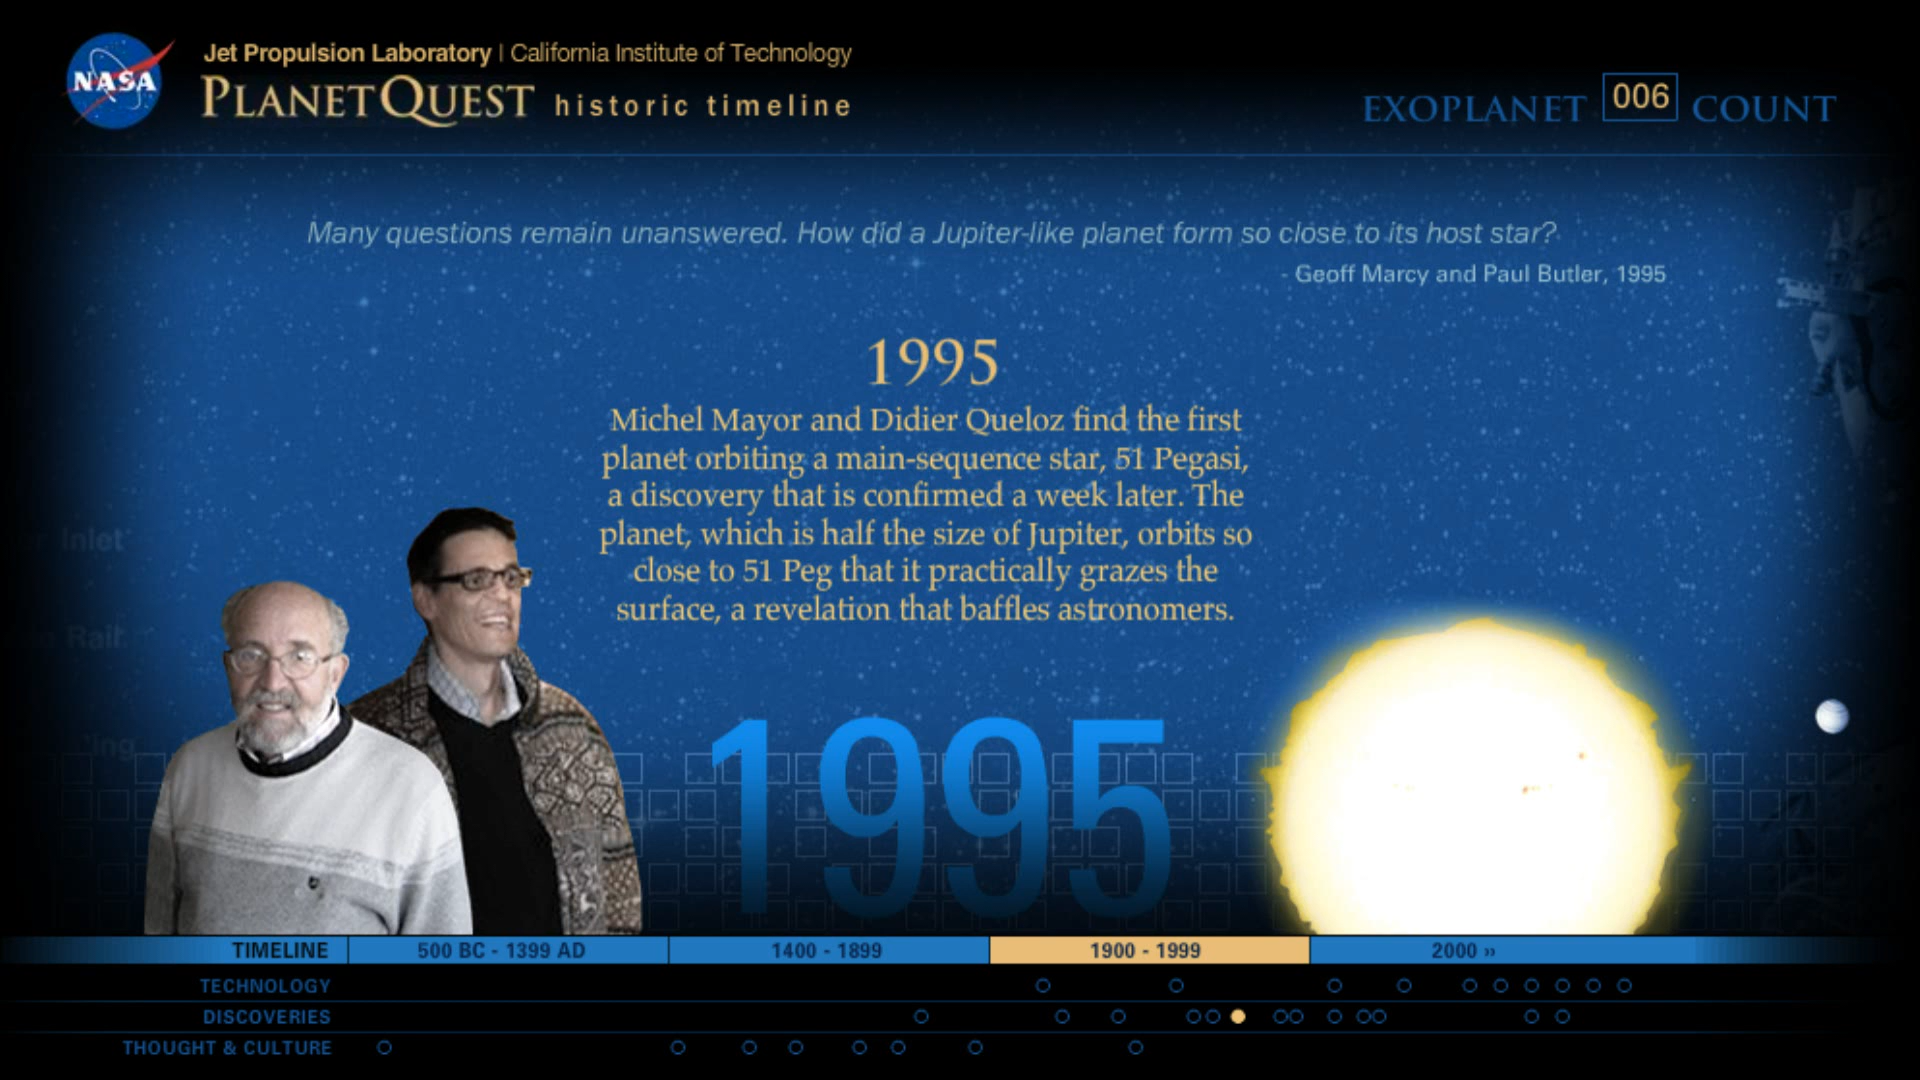 NASA
Jet Propulsion Laboratory | California Institute of Technology
PLANETQUEST historic timeline
EXOPLANET 006 COUNT
Many questions remain unanswered. How did a Jupiter-like planet form so close to its host star?
- Geoff Marcy and Paul Butler, 1995
1995
Michel Mayor and Didier Queloz find the first
planet orbiting a main-sequence star, 51 Pegasi,
a discovery that is confirmed a week later. The
planet, which is half the size of Jupiter, orbits so
close to 51 Peg that it practically grazes the
surface, a revelation that baffles astronomers.
Inlet
Rail
1995
TIMELINE 500 BC - 1399 AD 1400 - 1899 1900 - 1999 2000 »
TECHNOLOGY
DISCOVERIES
THOUGHT & CULTURE